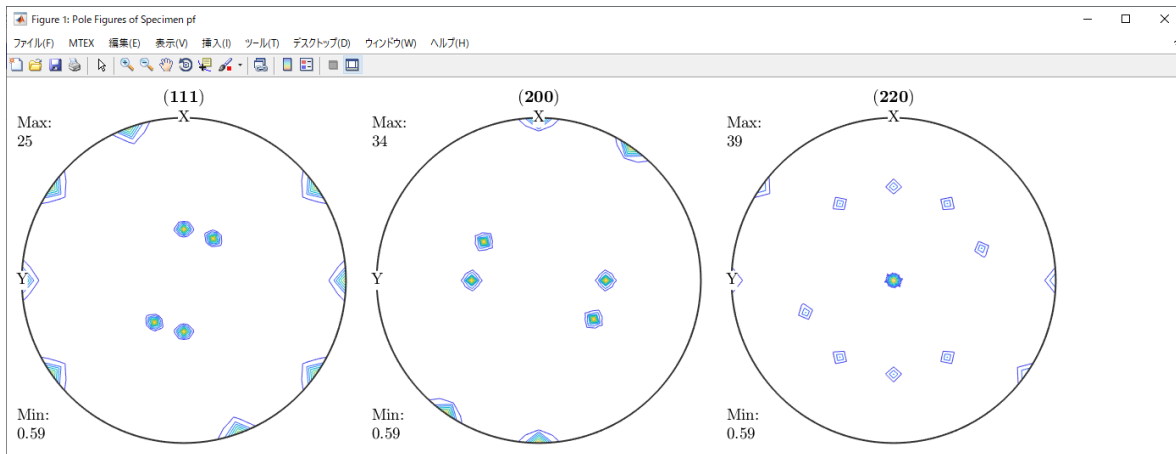 Figure 1: Pole Figures of Specimen pf
ファイル(F) MTEX 編集(E) 表示(V) 挿入(I) ツール(T) デスクトップ(D) ウィンドウ(W) ヘルプ(H)
(111)
Max:
25
X
Y
Min:
0.59
(200)
Max:
34
X
Y
Min:
0.59
(220)
Max:
39
X
Y
Min:
0.59